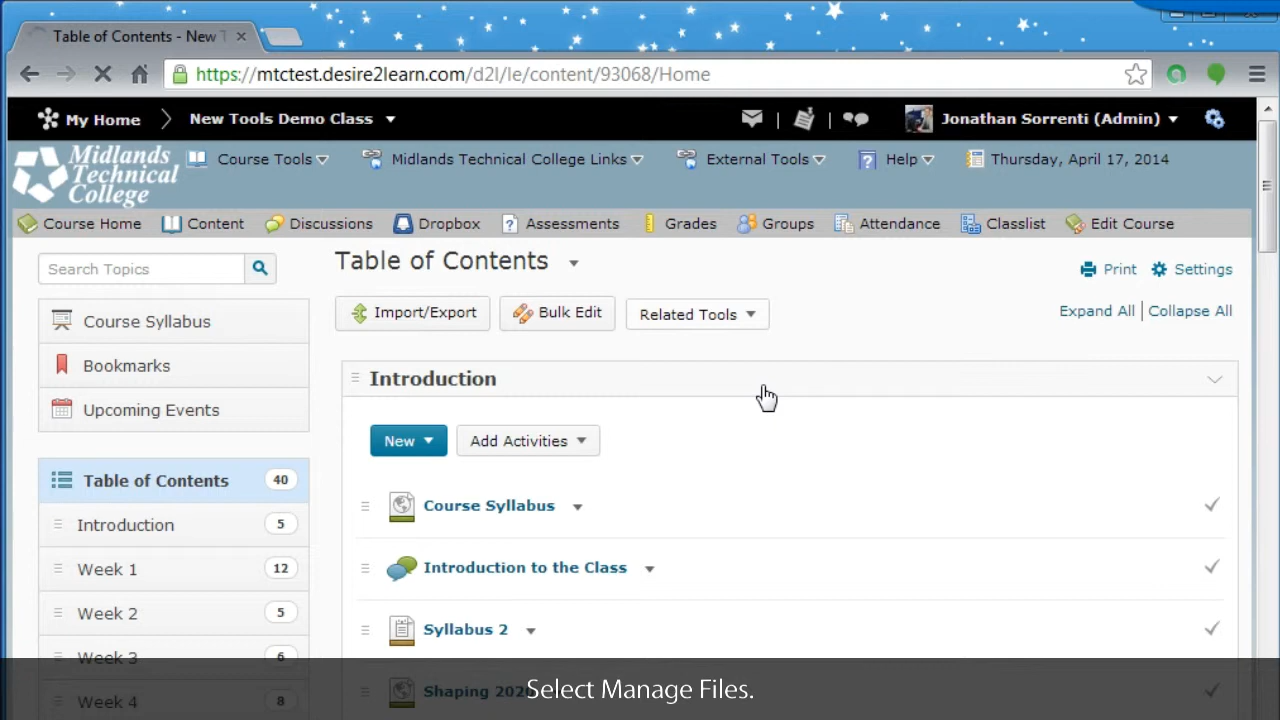 Table of Contents - New T
https://mtctest.desire2learn.com/d2l/le/content/93068/Home
My Home New Tools Demo Class Jonathan Sorrenti (Admin)
Midlands Technical College
Course Tools Midlands Technical College Links External Tools Help Thursday, April 17, 2014
Course Home Content Discussions Dropbox Assessments Grades Groups Attendance Classlist Edit Course
Search Topics
Course Syllabus
Bookmarks
Upcoming Events
Table of Contents 40
Introduction 5
Week 1 12
Week 2 5
Week 3 6
Week 4 8
Table of Contents
Print Settings
Import/Export Bulk Edit Related Tools
Expand All Collapse All
Introduction
New Add Activities
Course Syllabus
Introduction to the Class
Syllabus 2
Shaping 2020
Select Manage Files.